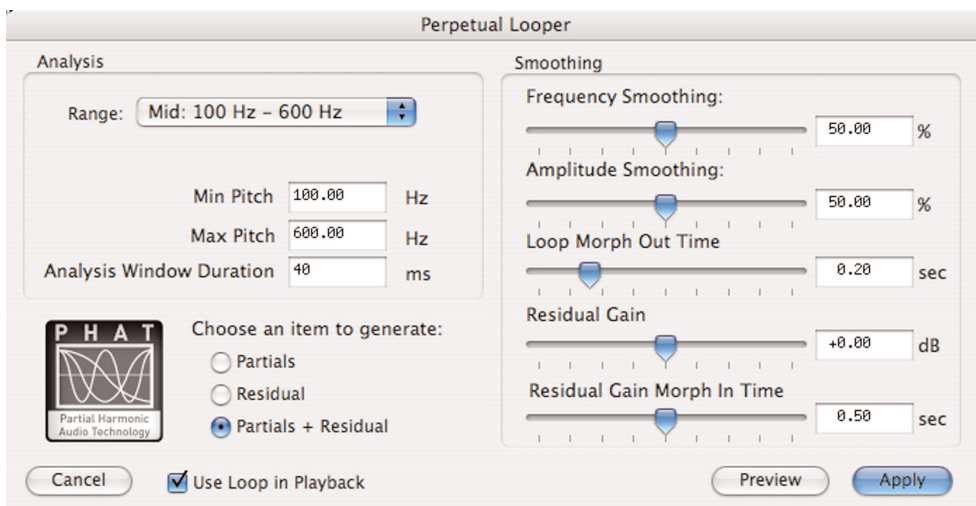 Perpetual Looper
Analysis
Range: Mid: 100 Hz – 600 Hz
Min Pitch 100.00 Hz
Max Pitch 600.00 Hz
Analysis Window Duration 40 ms
PHAT
Partial Harmonic
Audio Technology
Choose an item to generate:
Partials
Residual
Partials + Residual
Smoothing
Frequency Smoothing:
50.00 %
Amplitude Smoothing:
50.00 %
Loop Morph Out Time
0.20 sec
Residual Gain
+0.00 dB
Residual Gain Morph In Time
0.50 sec
Cancel
Use Loop in Playback
Preview
Apply